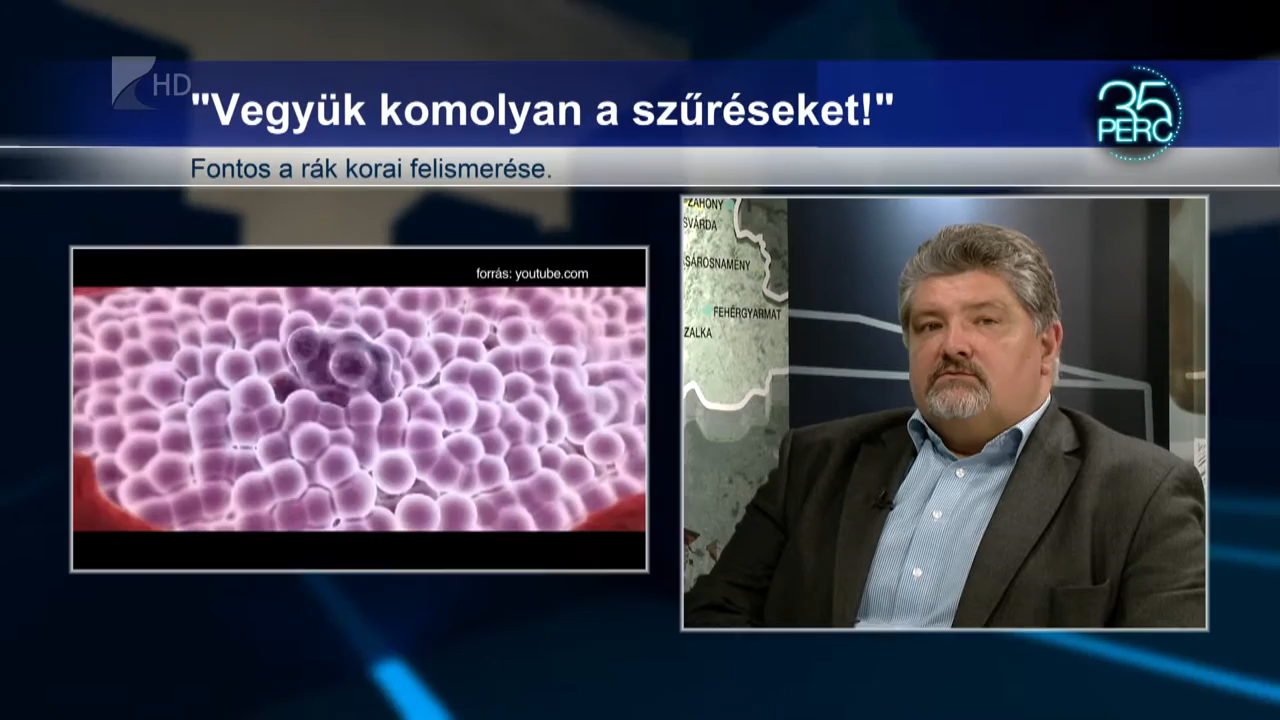 HD
"Vegyük komolyan a szűréseket!"
35
PERC
Fontos a rák korai felismerése.
forrás: youtube.com
ZÁHONY
SVÁRDA
SÁROSNAMÉNY
FEHÉRGYARMAT
ZALKA